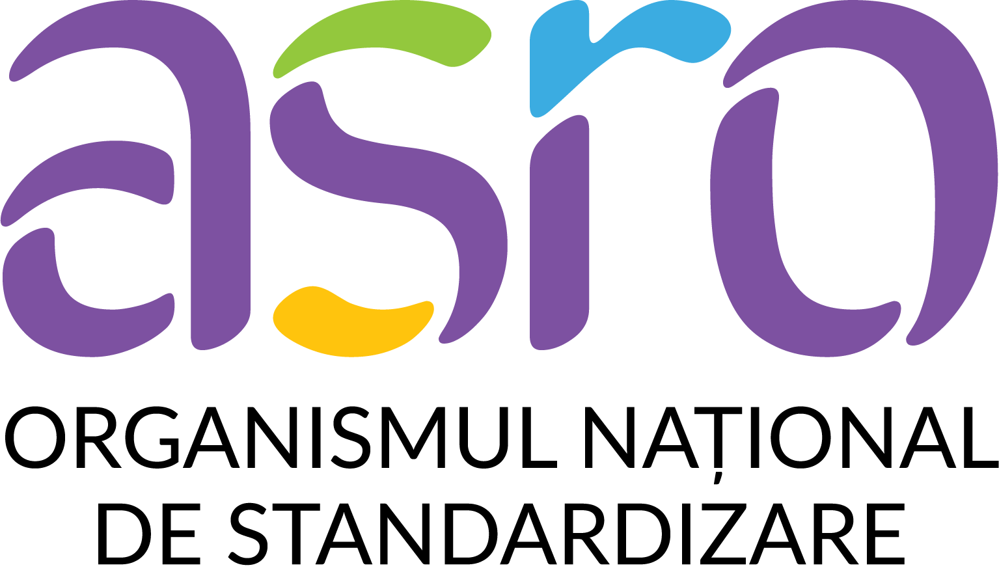 asro
ORGANISMUL NAȚIONAL
DE STANDARDIZARE